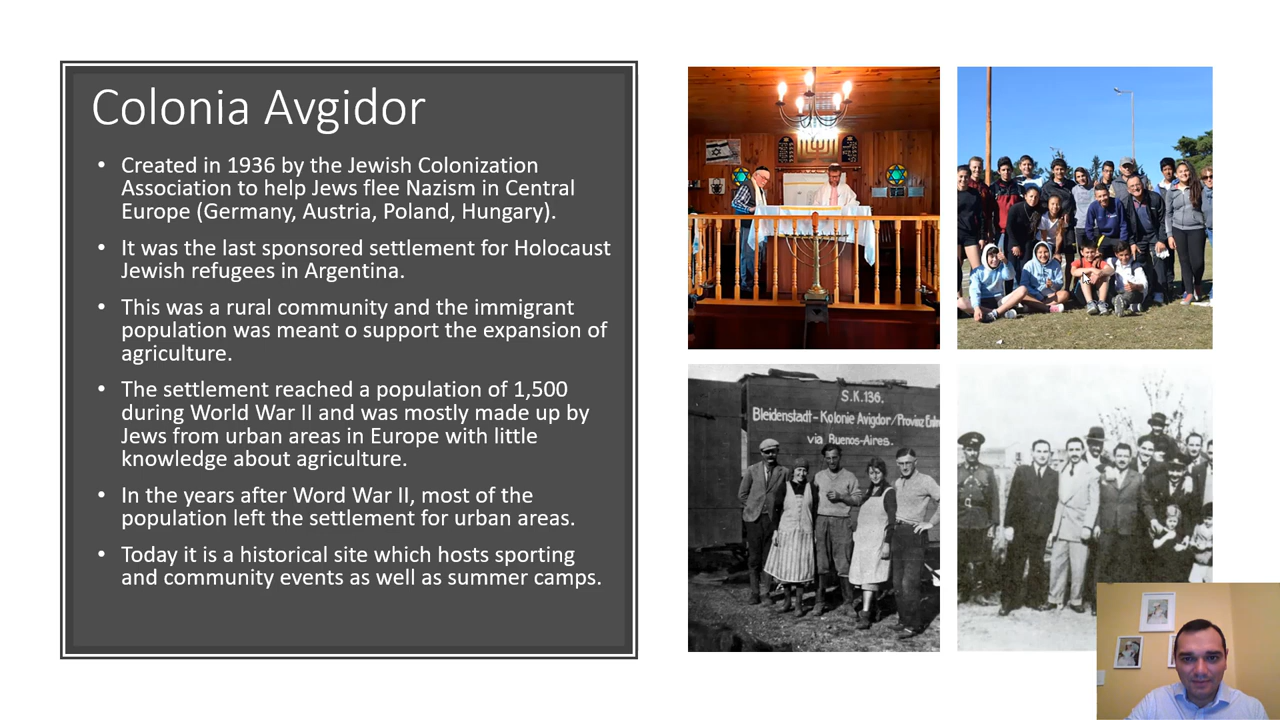 Colonia Avgidor
• Created in 1936 by the Jewish Colonization
Association to help Jews flee Nazism in Central
Europe (Germany, Austria, Poland, Hungary).
• It was the last sponsored settlement for Holocaust
Jewish refugees in Argentina.
• This was a rural community and the immigrant
population was meant o support the expansion of
agriculture.
• The settlement reached a population of 1,500
during World War II and was mostly made up by
Jews from urban areas in Europe with little
knowledge about agriculture.
• In the years after Word War II, most of the
population left the settlement for urban areas.
• Today it is a historical site which hosts sporting
and community events as well as summer camps.
S.K.136.
Bleidenstadt-Kolonie Avigdor/Provinz
via Buenos-Aires.